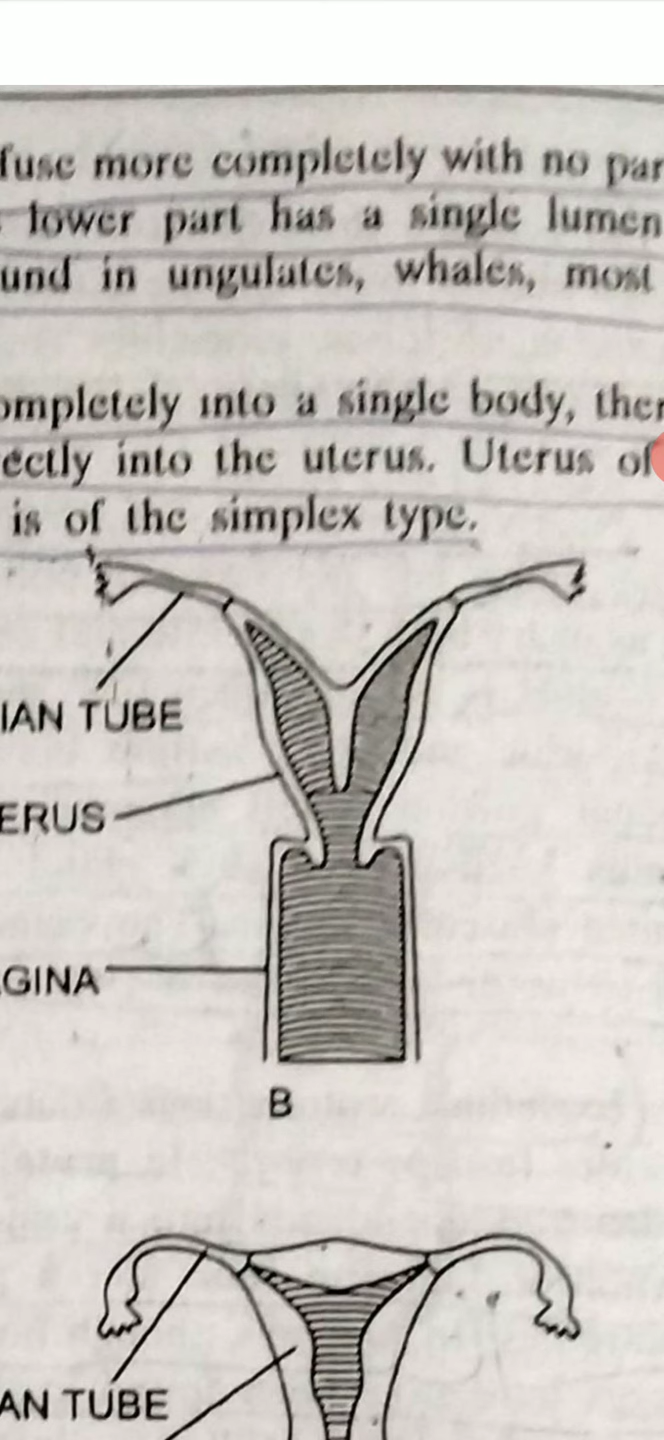 fuse more completely with no par
lower part has a single lumen
und in ungulates, whales, most
ompletely into a single body, ther
ectly into the uterus. Uterus of
is of the simplex type.
IAN TUBE
ERUS
GINA
B
AN TUBE